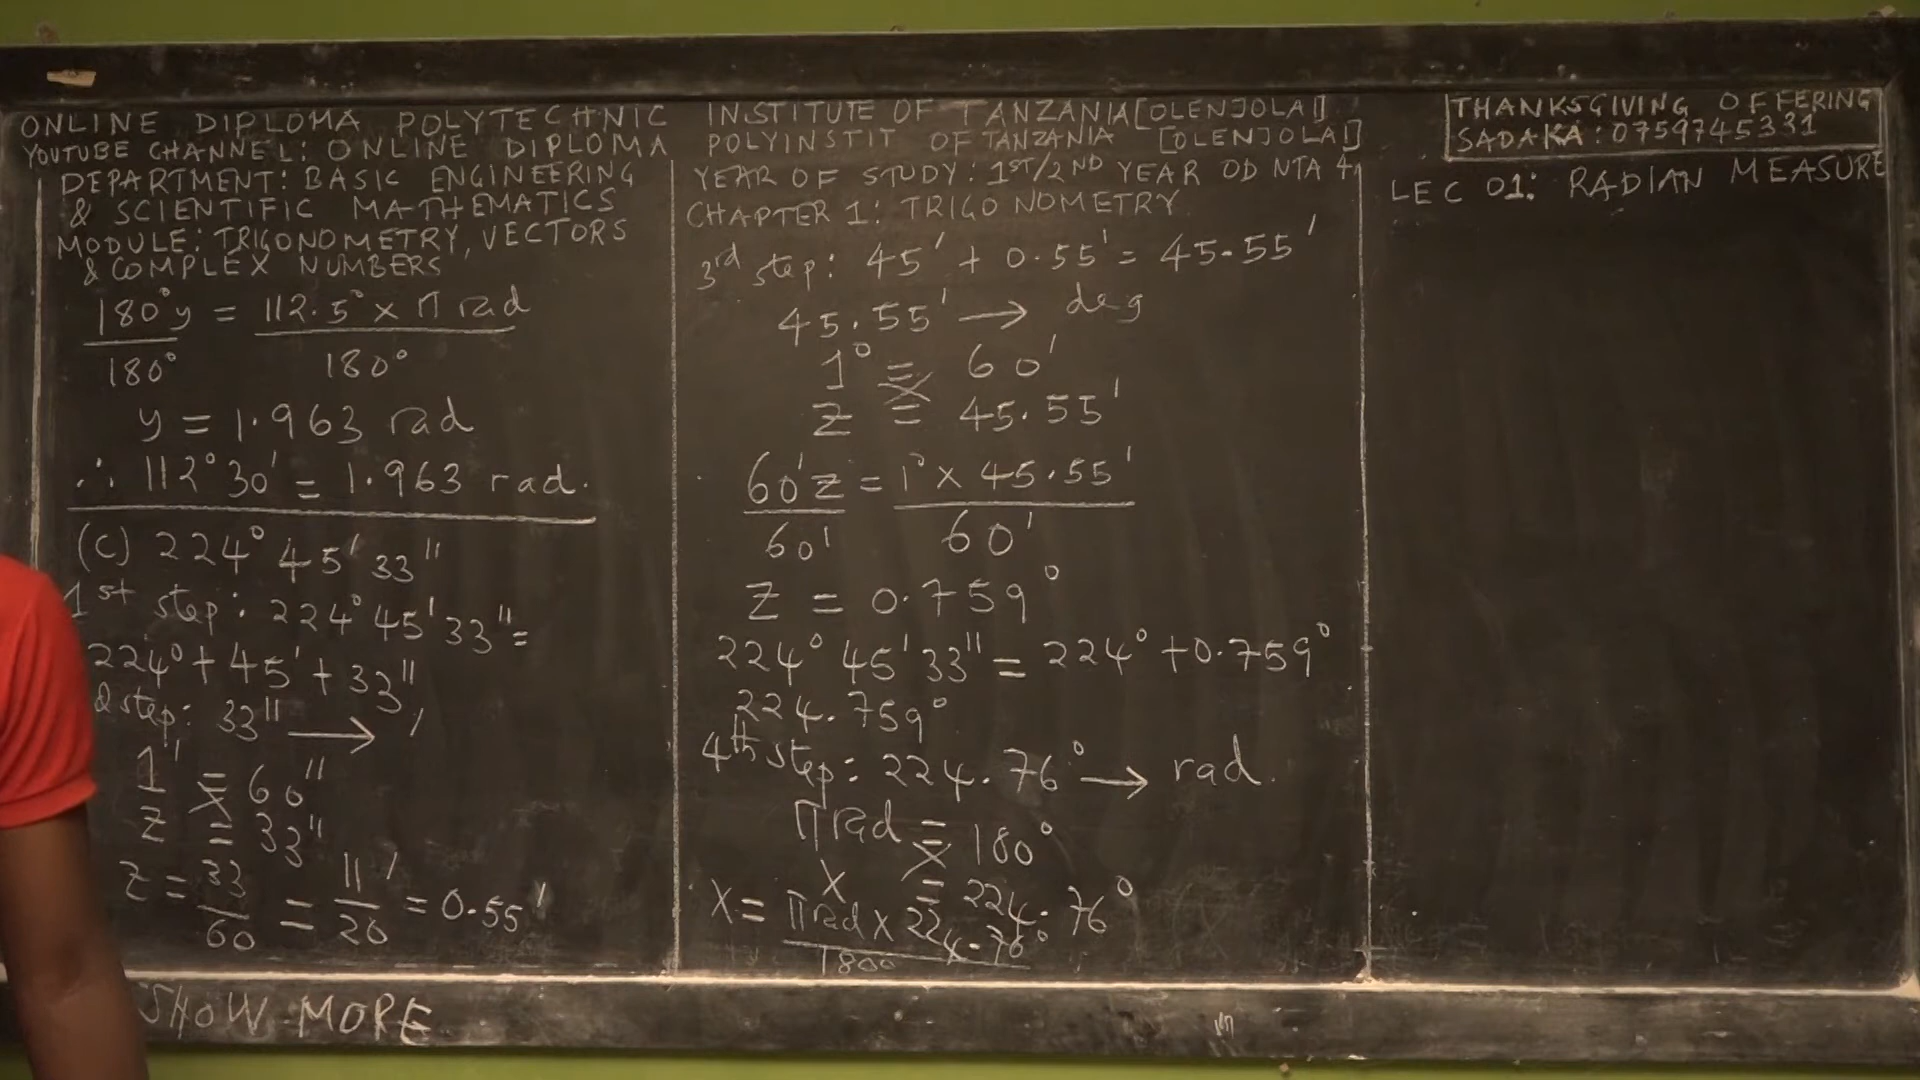 ONLINE DIPLOMA POLYTECHNIC INSTITUTE OF TANZANIA [OLENJOLAI]
YOUTUBE CHANNEL: ONLINE DIPLOMA POLYINSTIT OF TANZANIA [OLENJOLAI]
THANKSGIVING OFFERING
SADAKA: 0759745331
DEPARTMENT: BASIC ENGINEERING
& SCIENTIFIC MATHEMATICS
MODULE: TRIGONOMETRY, VECTORS
& COMPLEX NUMBERS
180°y = 112.5° × π rad
180° 180°
y = 1.963 rad
∴ 112°30' = 1.963 rad.
(C) 224° 45' 33"
1st step: 224° 45' 33" =
224° + 45' + 33"
2 step: 33" → '
1' = 60"
z = 33"
z = 33/60 = 11/20' = 0.55'
YEAR OF STUDY: 1ST/2ND YEAR OD NTA 4
CHAPTER 1: TRIGONOMETRY
3rd step: 45' + 0.55' = 45.55'
45.55' → deg
1° = 60'
z = 45.55'
60'z = 1° × 45.55'
60' 60'
z = 0.759°
224° 45' 33" = 224° + 0.759°
224.759°
4th step: 224.76° → rad.
π rad = 180°
x = 224.76°
x = π rad × 224.76°
180°
LEC 01: RADIAN MEASURE
SHOW MORE